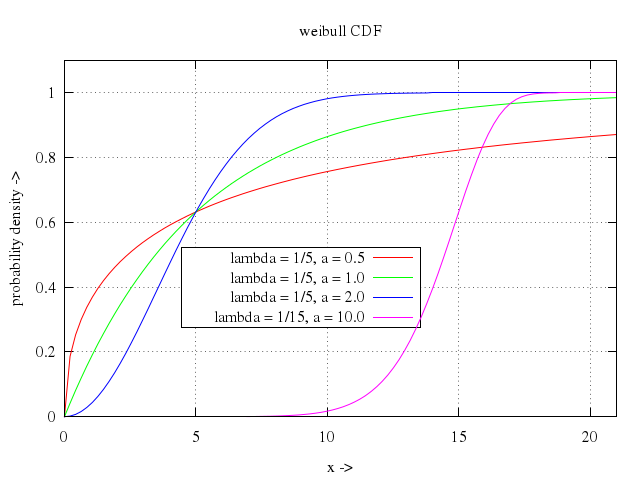 weibull CDF
probability density ->
1
0.8
0.6
0.4
0.2
0
lambda = 1/5, a = 0.5
lambda = 1/5, a = 1.0
lambda = 1/5, a = 2.0
lambda = 1/15, a = 10.0
0 5 10 15 20
x ->